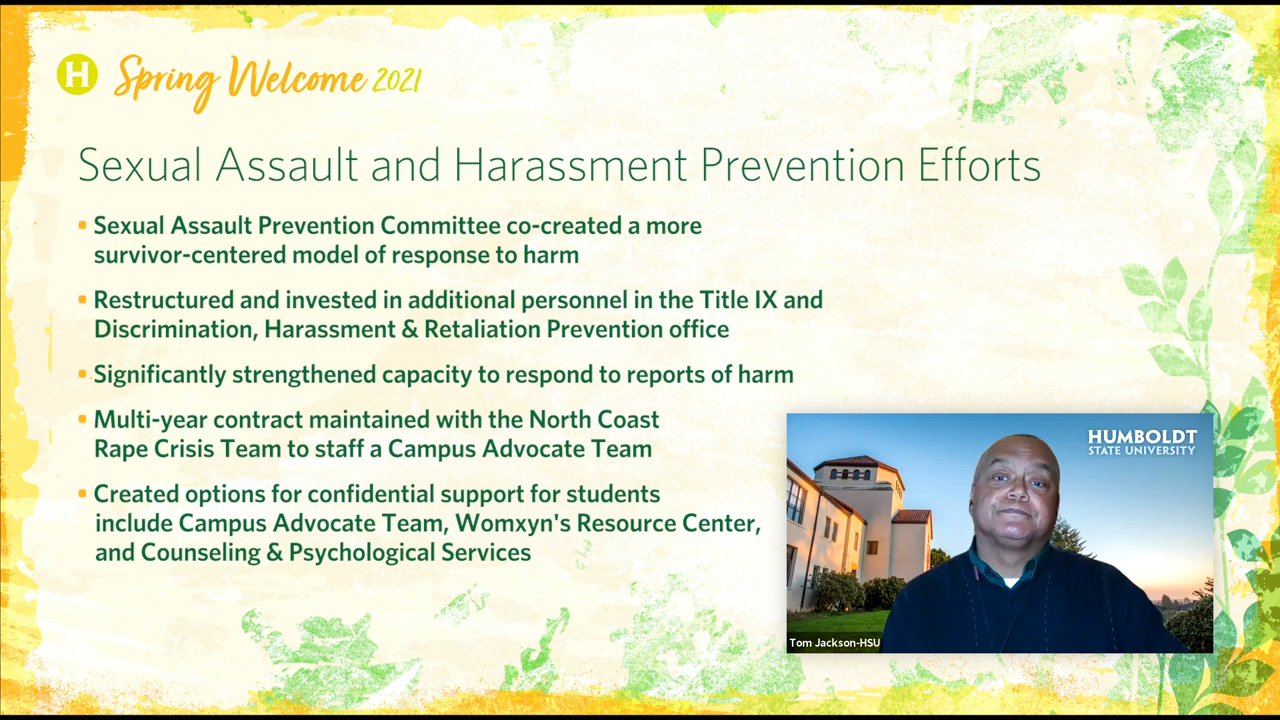 H Spring Welcome 2021
Sexual Assault and Harassment Prevention Efforts
▪ Sexual Assault Prevention Committee co-created a more
survivor-centered model of response to harm
▪ Restructured and invested in additional personnel in the Title IX and
Discrimination, Harassment & Retaliation Prevention office
▪ Significantly strengthened capacity to respond to reports of harm
▪ Multi-year contract maintained with the North Coast
Rape Crisis Team to staff a Campus Advocate Team
▪ Created options for confidential support for students
include Campus Advocate Team, Womxyn's Resource Center,
and Counseling & Psychological Services
HUMBOLDT
STATE UNIVERSITY
Tom Jackson-HSU